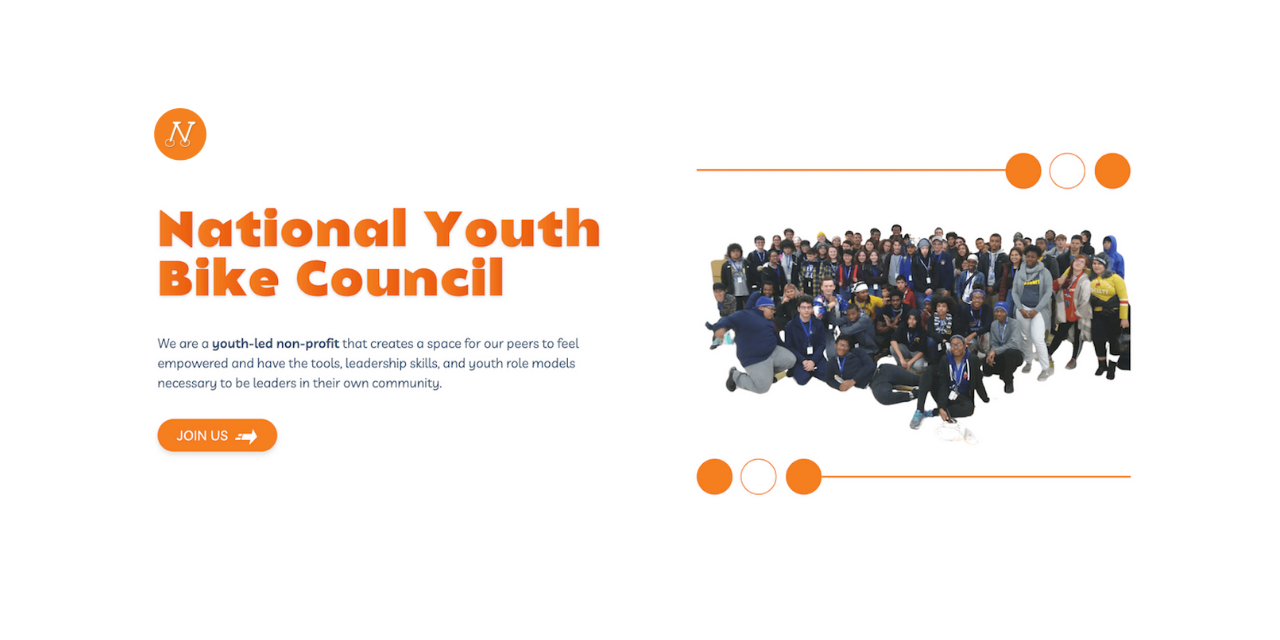 N
National Youth
Bike Council
We are a youth-led non-profit that creates a space for our peers to feel
empowered and have the tools, leadership skills, and youth role models
necessary to be leaders in their own community.
JOIN US